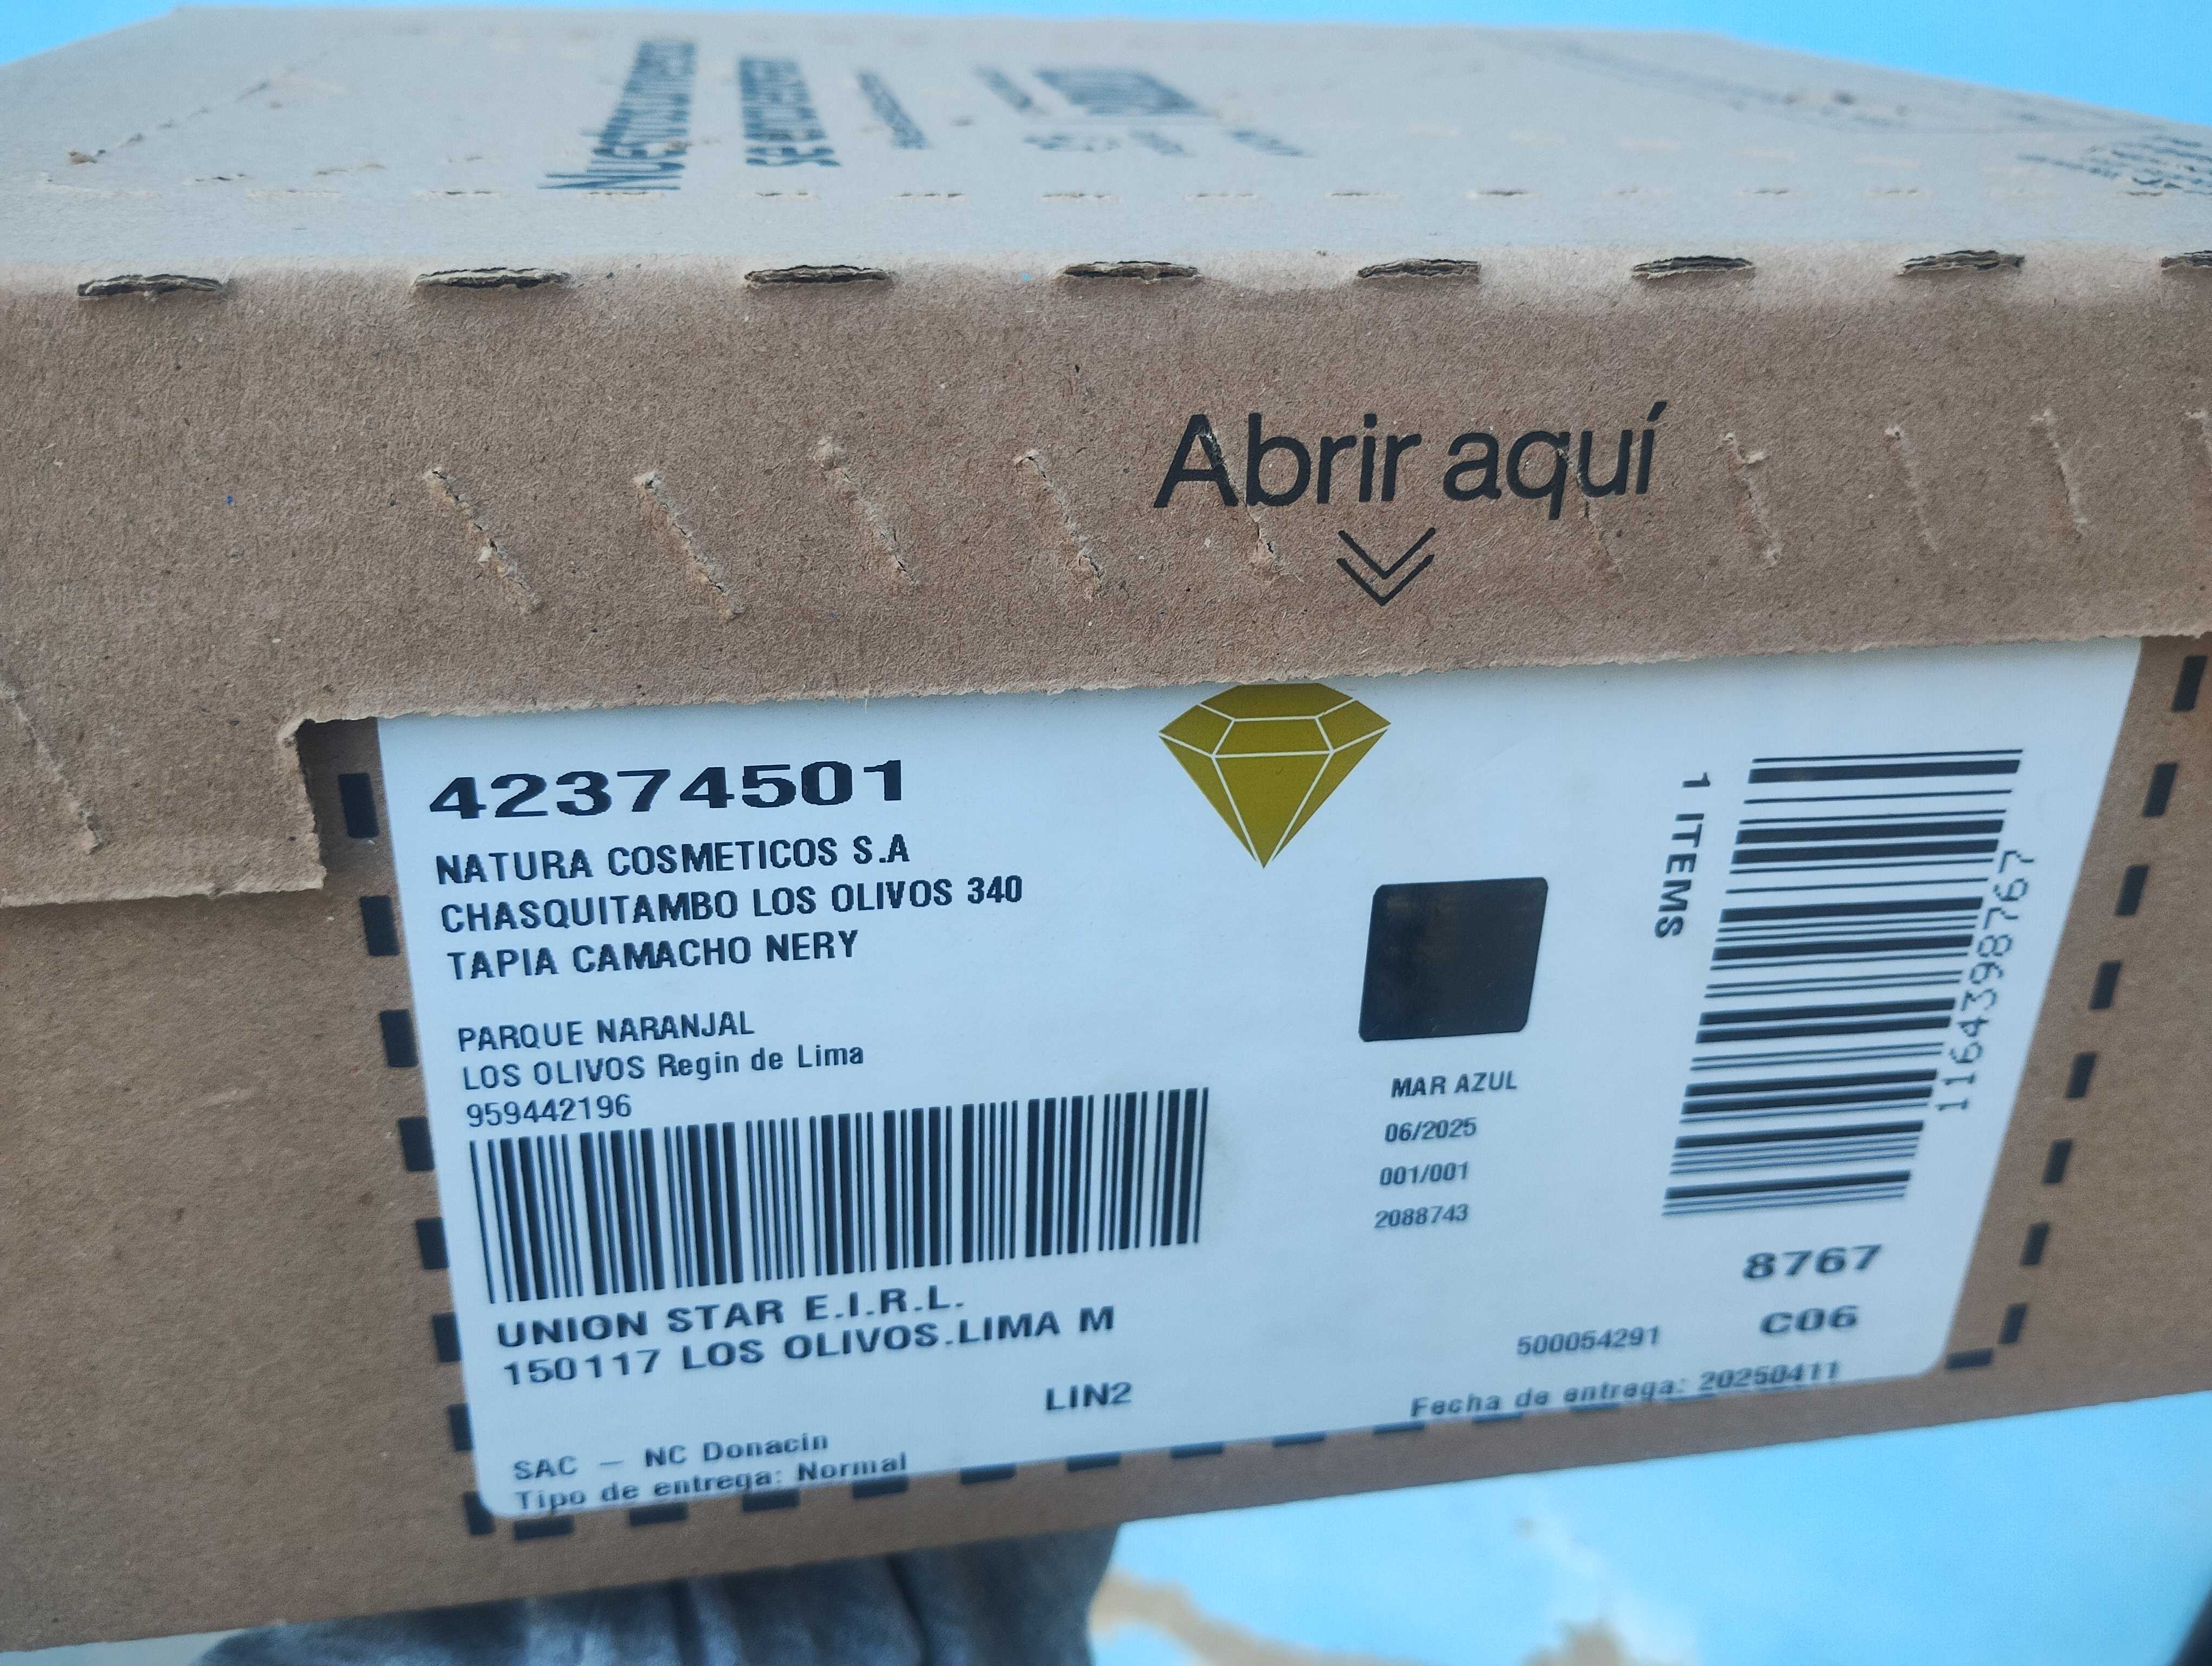 Abrir aquí
42374501
NATURA COSMETICOS S.A
CHASQUITAMBO LOS OLIVOS 340
TAPIA CAMACHO NERY
PARQUE NARANJAL
LOS OLIVOS Regin de Lima
959442196
UNION STAR E.I.R.L.
150117 LOS OLIVOS.LIMA M
LIN2
SAC – NC Donacin
Tipo de entrega: Normal
MAR AZUL
06/2025
001/001
2088743
1 ITEMS
1164398767
8767
C06
500054291
Fecha de entrega: 20250411